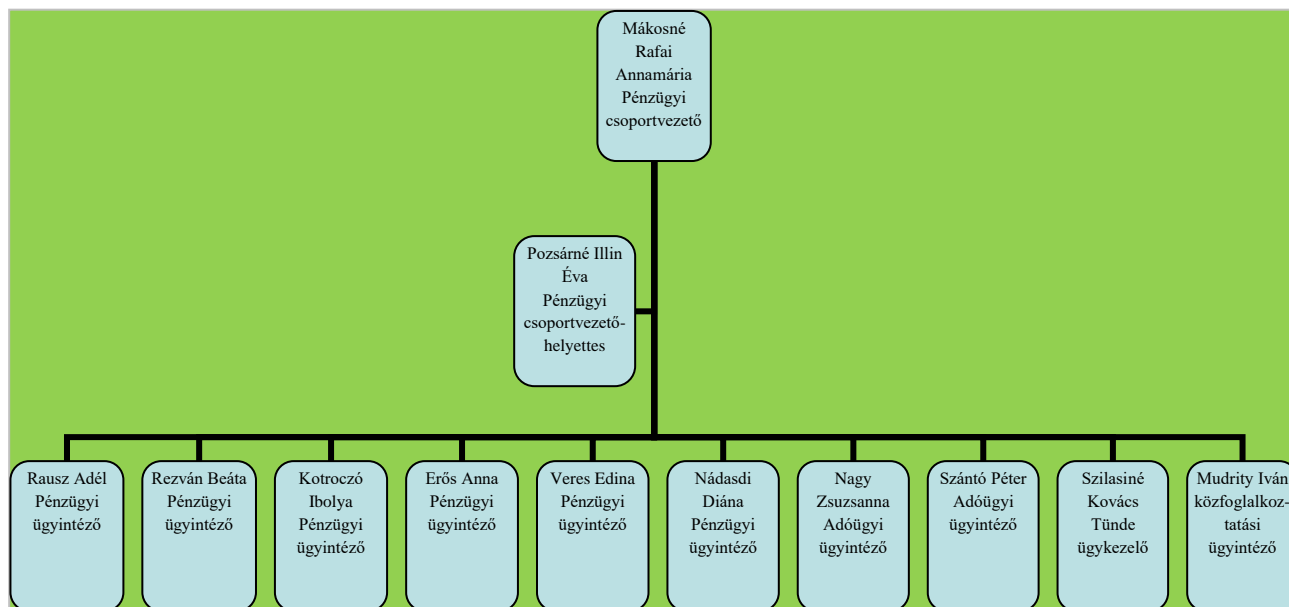 Mákosné
Rafai
Annamária
Pénzügyi
csoportvezető
Pozsárné Illin
Éva
Pénzügyi
csoportvezető-
helyettes
Rausz Adél
Pénzügyi
ügyintéző
Rezván Beáta
Pénzügyi
ügyintéző
Kotroczó
Ibolya
Pénzügyi
ügyintéző
Erős Anna
Pénzügyi
ügyintéző
Veres Edina
Pénzügyi
ügyintéző
Nádasdi
Diána
Pénzügyi
ügyintéző
Nagy
Zsuzsanna
Adóügyi
ügyintéző
Szántó Péter
Adóügyi
ügyintéző
Szilasiné
Kovács
Tünde
ügykezelő
Mudrity Iván
közfoglalkoz-
tatási
ügyintéző